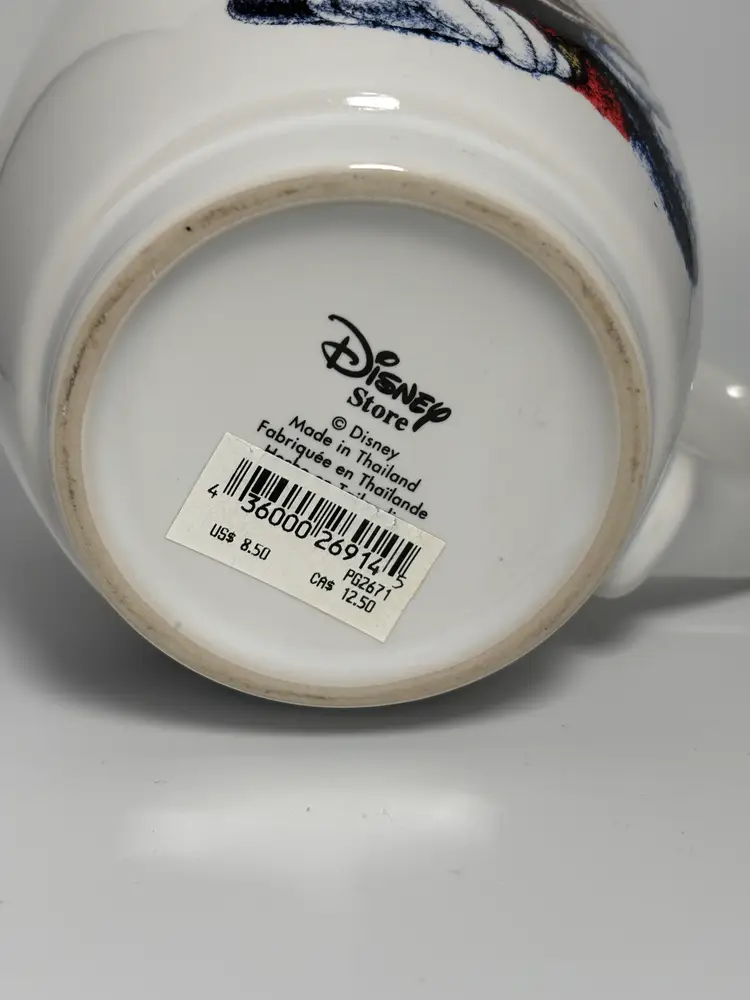 Disney
Store
© Disney
Made in Thailand
Fabriquée en Thaïlande
4 36000 26914 5
PG2671
US$ 8.50
CA$ 12.50